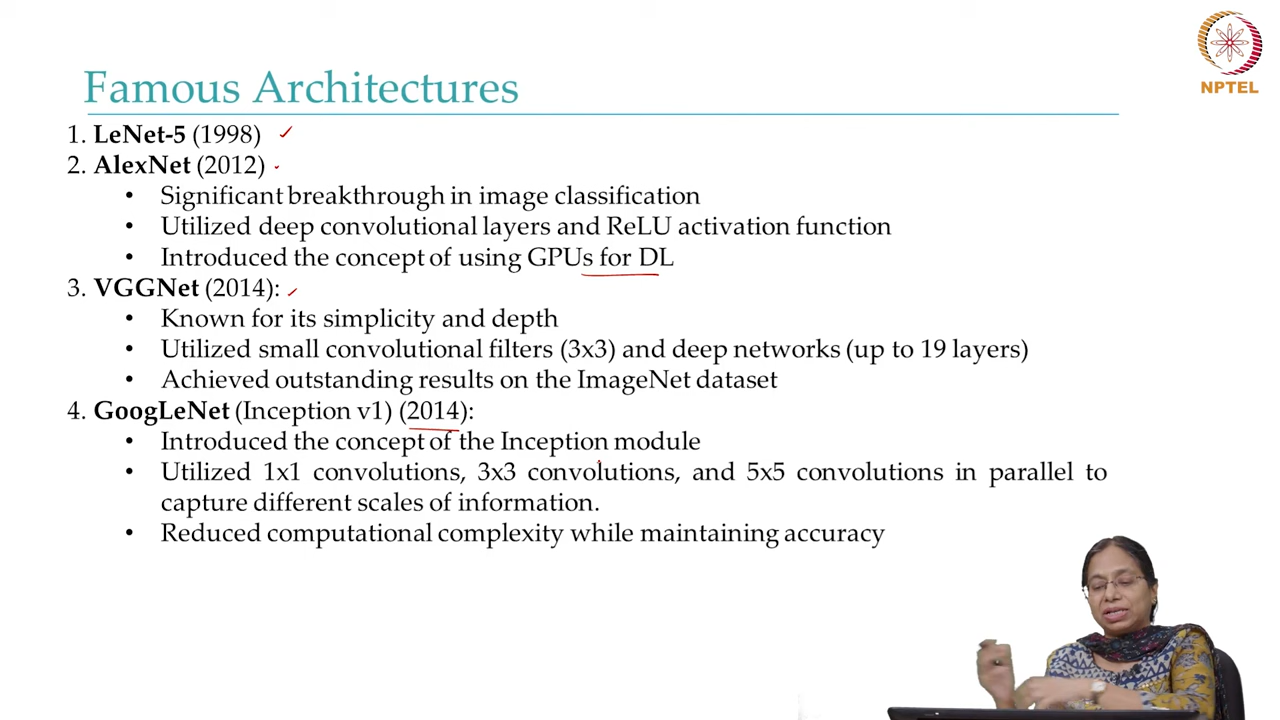 NPTEL
Famous Architectures
1. LeNet-5 (1998)
2. AlexNet (2012)
• Significant breakthrough in image classification
• Utilized deep convolutional layers and ReLU activation function
• Introduced the concept of using GPUs for DL
3. VGGNet (2014):
• Known for its simplicity and depth
• Utilized small convolutional filters (3x3) and deep networks (up to 19 layers)
• Achieved outstanding results on the ImageNet dataset
4. GoogLeNet (Inception v1) (2014):
• Introduced the concept of the Inception module
• Utilized 1x1 convolutions, 3x3 convolutions, and 5x5 convolutions in parallel to
capture different scales of information.
• Reduced computational complexity while maintaining accuracy